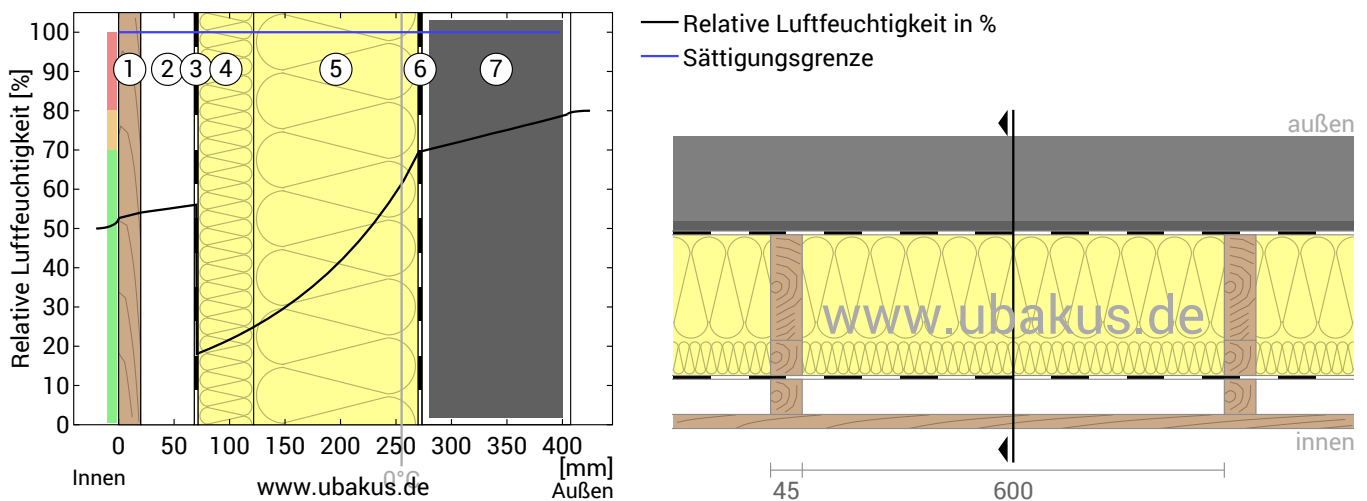 Relative Luftfeuchtigkeit [%]
100
90
80
70
60
50
40
30
20
10
0
1
2
3
4
5
6
7
0
50
100
150
200
250
300
350
400
[mm]
Innen
0°C
www.ubakus.de
Außen
Relative Luftfeuchtigkeit in %
Sättigungsgrenze
außen
www.ubakus.de
innen
45
600